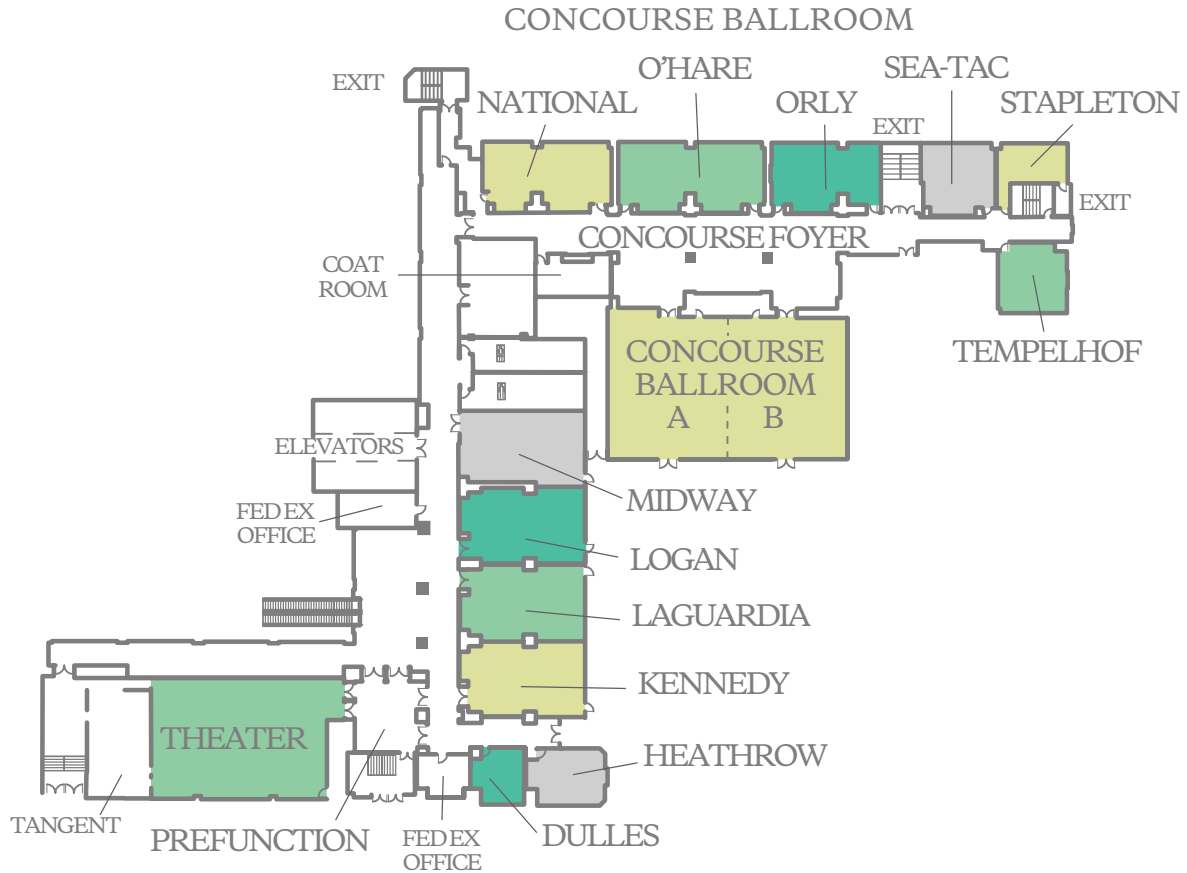 CONCOURSE BALLROOM
O'HARE
SEA-TAC
EXIT
NATIONAL
ORLY
STAPLETON
EXIT
EXIT
CONCOURSE FOYER
COAT
ROOM
TEMPELHOF
CONCOURSE
BALLROOM
A
B
ELEVATORS
MIDWAY
FED EX
OFFICE
LOGAN
LAGUARDIA
KENNEDY
THEATER
HEATHROW
TANGENT
PREFUNCTION
FED EX
OFFICE
DULLES